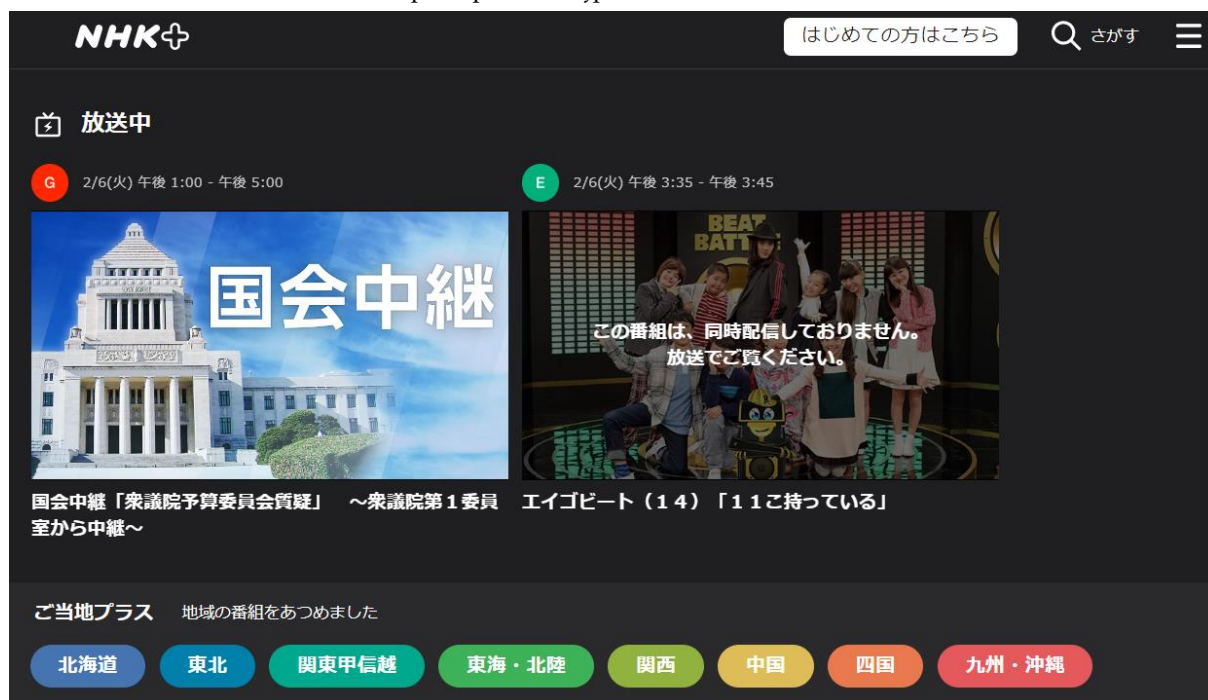 NHK+
はじめての方はこちら
さがす
放送中
G 2/6(火) 午後 1:00 - 午後 5:00
E 2/6(火) 午後 3:35 - 午後 3:45
国会中継
BEAT
この番組は、同時配信しておりません。
放送でご覧ください。
国会中継「衆議院予算委員会質疑」 ～衆議院第１委員
室から中継～
エイゴビート（１４）「１１こ持っている」
ご当地プラス 地域の番組をあつめました
北海道 東北 関東甲信越 東海・北陸 関西 中国 四国 九州・沖縄